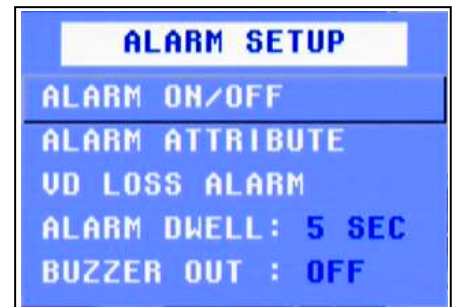 ALARM SETUP
ALARM ON/OFF
ALARM ATTRIBUTE
VD LOSS ALARM
ALARM DWELL: 5 SEC
BUZZER OUT : OFF